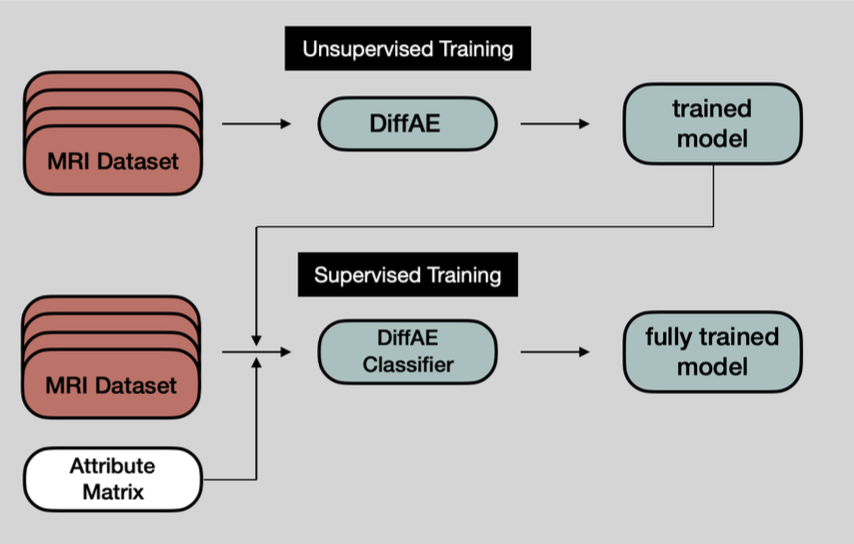 Unsupervised Training
MRI Dataset
DiffAE
trained
model
Supervised Training
MRI Dataset
DiffAE
Classifier
fully trained
model
Attribute
Matrix